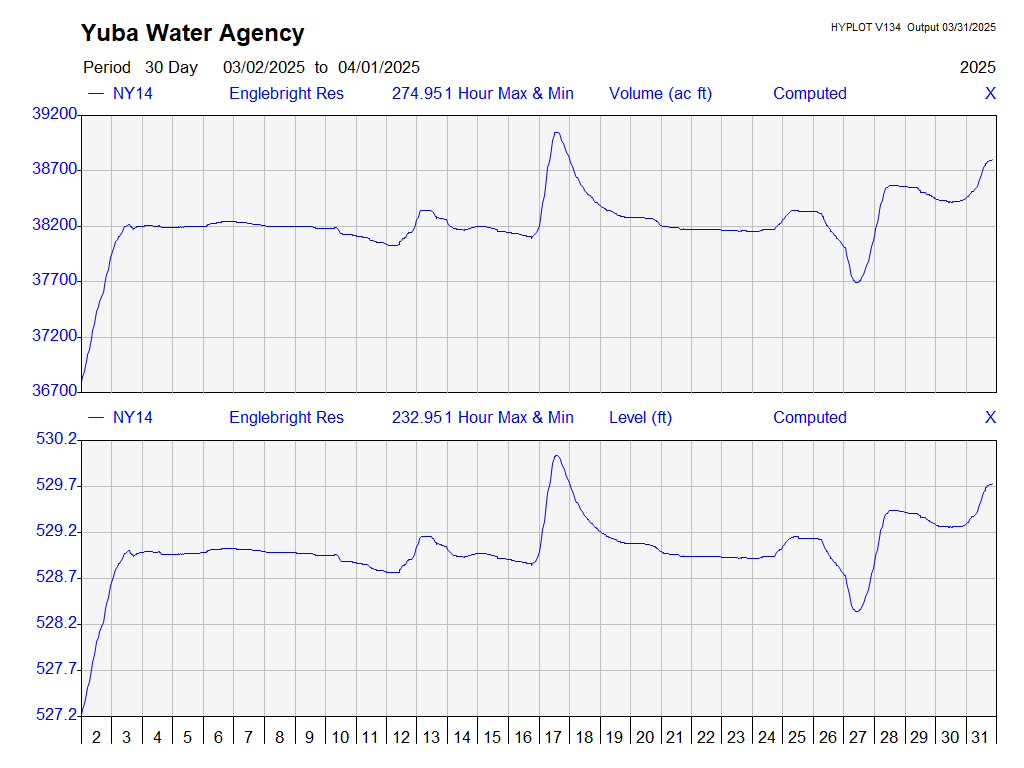 Yuba Water Agency
HYPLOT V134 Output 03/31/2025
Period 30 Day 03/02/2025 to 04/01/2025 2025
NY14 Englebright Res 274.951 Hour Max & Min Volume (ac ft) Computed X
39200
38700
38200
37700
37200
36700
NY14 Englebright Res 232.951 Hour Max & Min Level (ft) Computed X
530.2
529.7
529.2
528.7
528.2
527.7
527.2
2 3 4 5 6 7 8 9 10 11 12 13 14 15 16 17 18 19 20 21 22 23 24 25 26 27 28 29 30 31